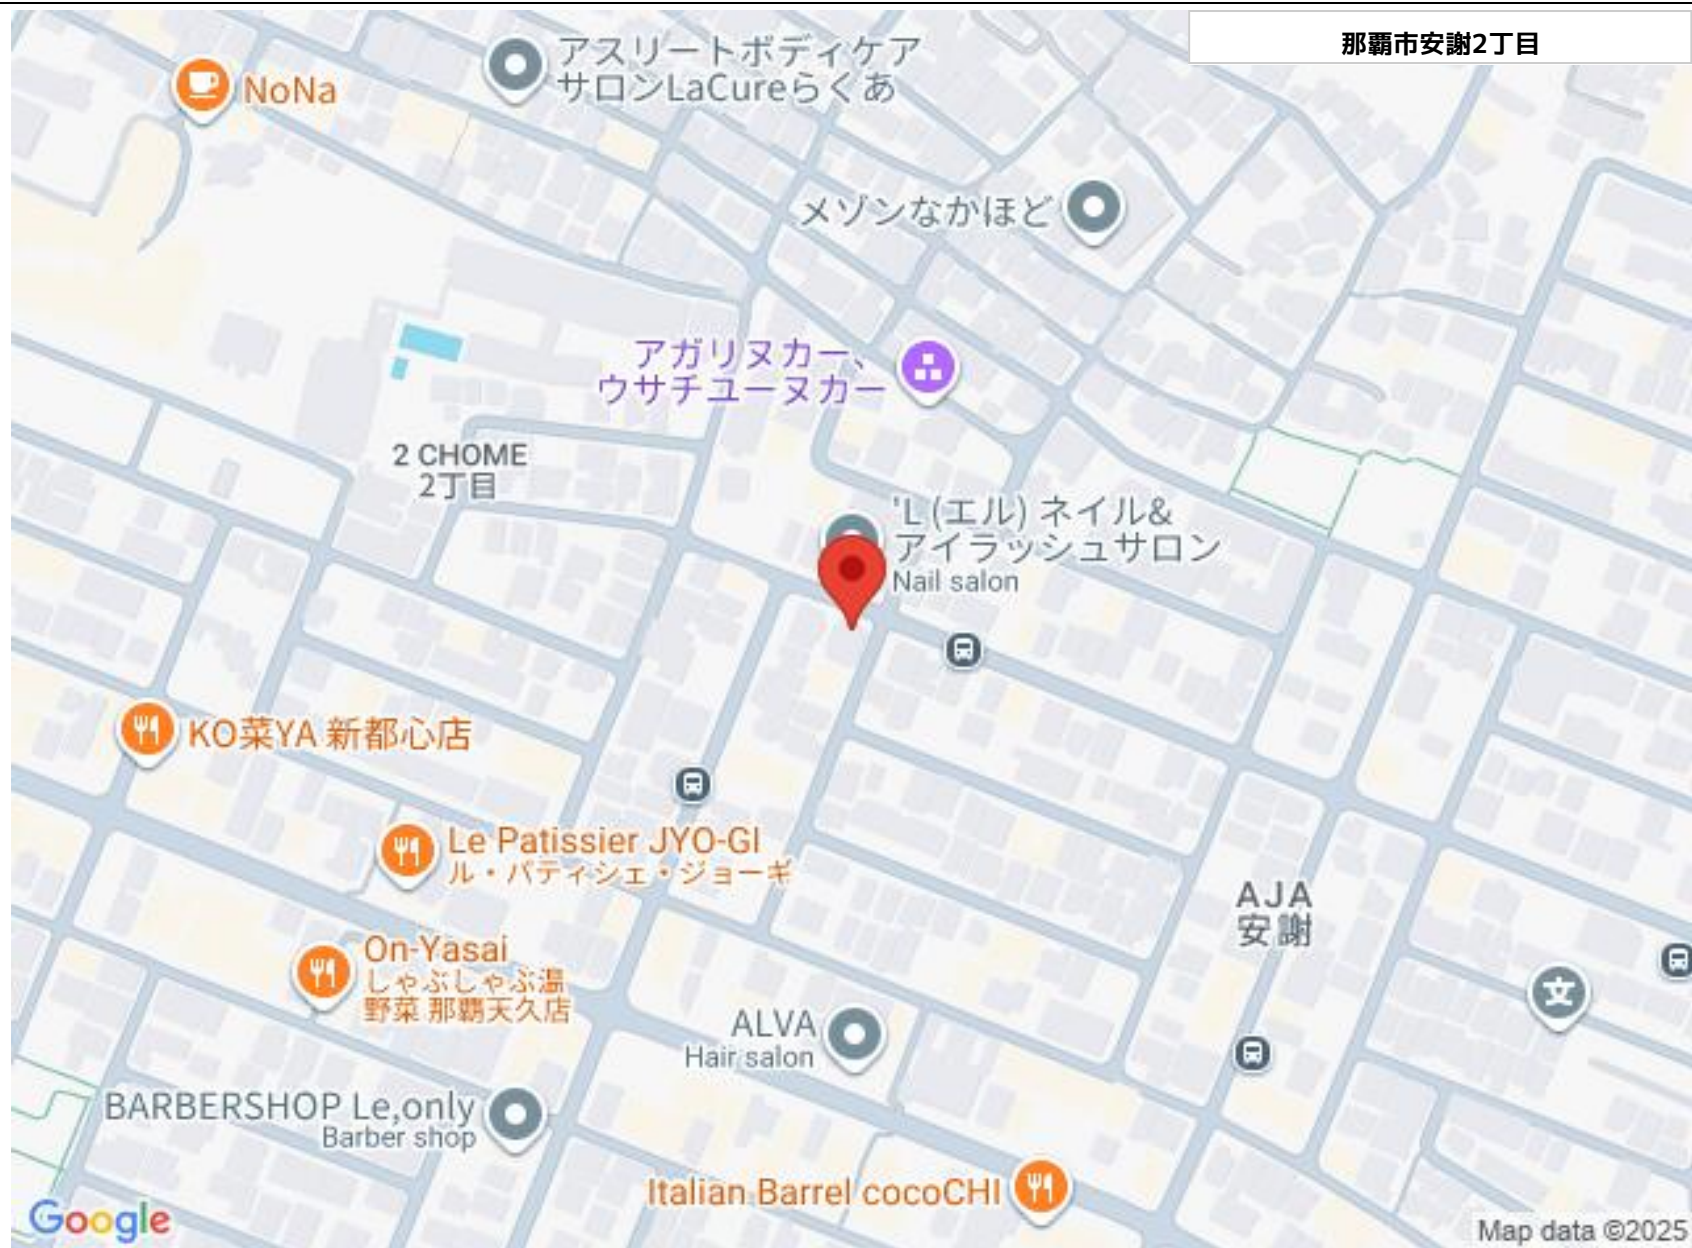 那覇市安謝2丁目
アスリートボディケア
サロンLaCureらくあ
NoNa
メゾンなかほど
アガリヌカー、
ウサチユーヌカー
2 CHOME
2丁目
'L (エル) ネイル&
アイラッシュサロン
Nail salon
KO菜YA 新都心店
Le Patissier JYO-GI
ル・パティシェ・ジョーギ
AJA
安謝
On-Yasai
しゃぶしゃぶ温
野菜 那覇天久店
文
ALVA
Hair salon
BARBERSHOP Le,only
Barber shop
Italian Barrel cocoCHI
Google
Map data ©2025